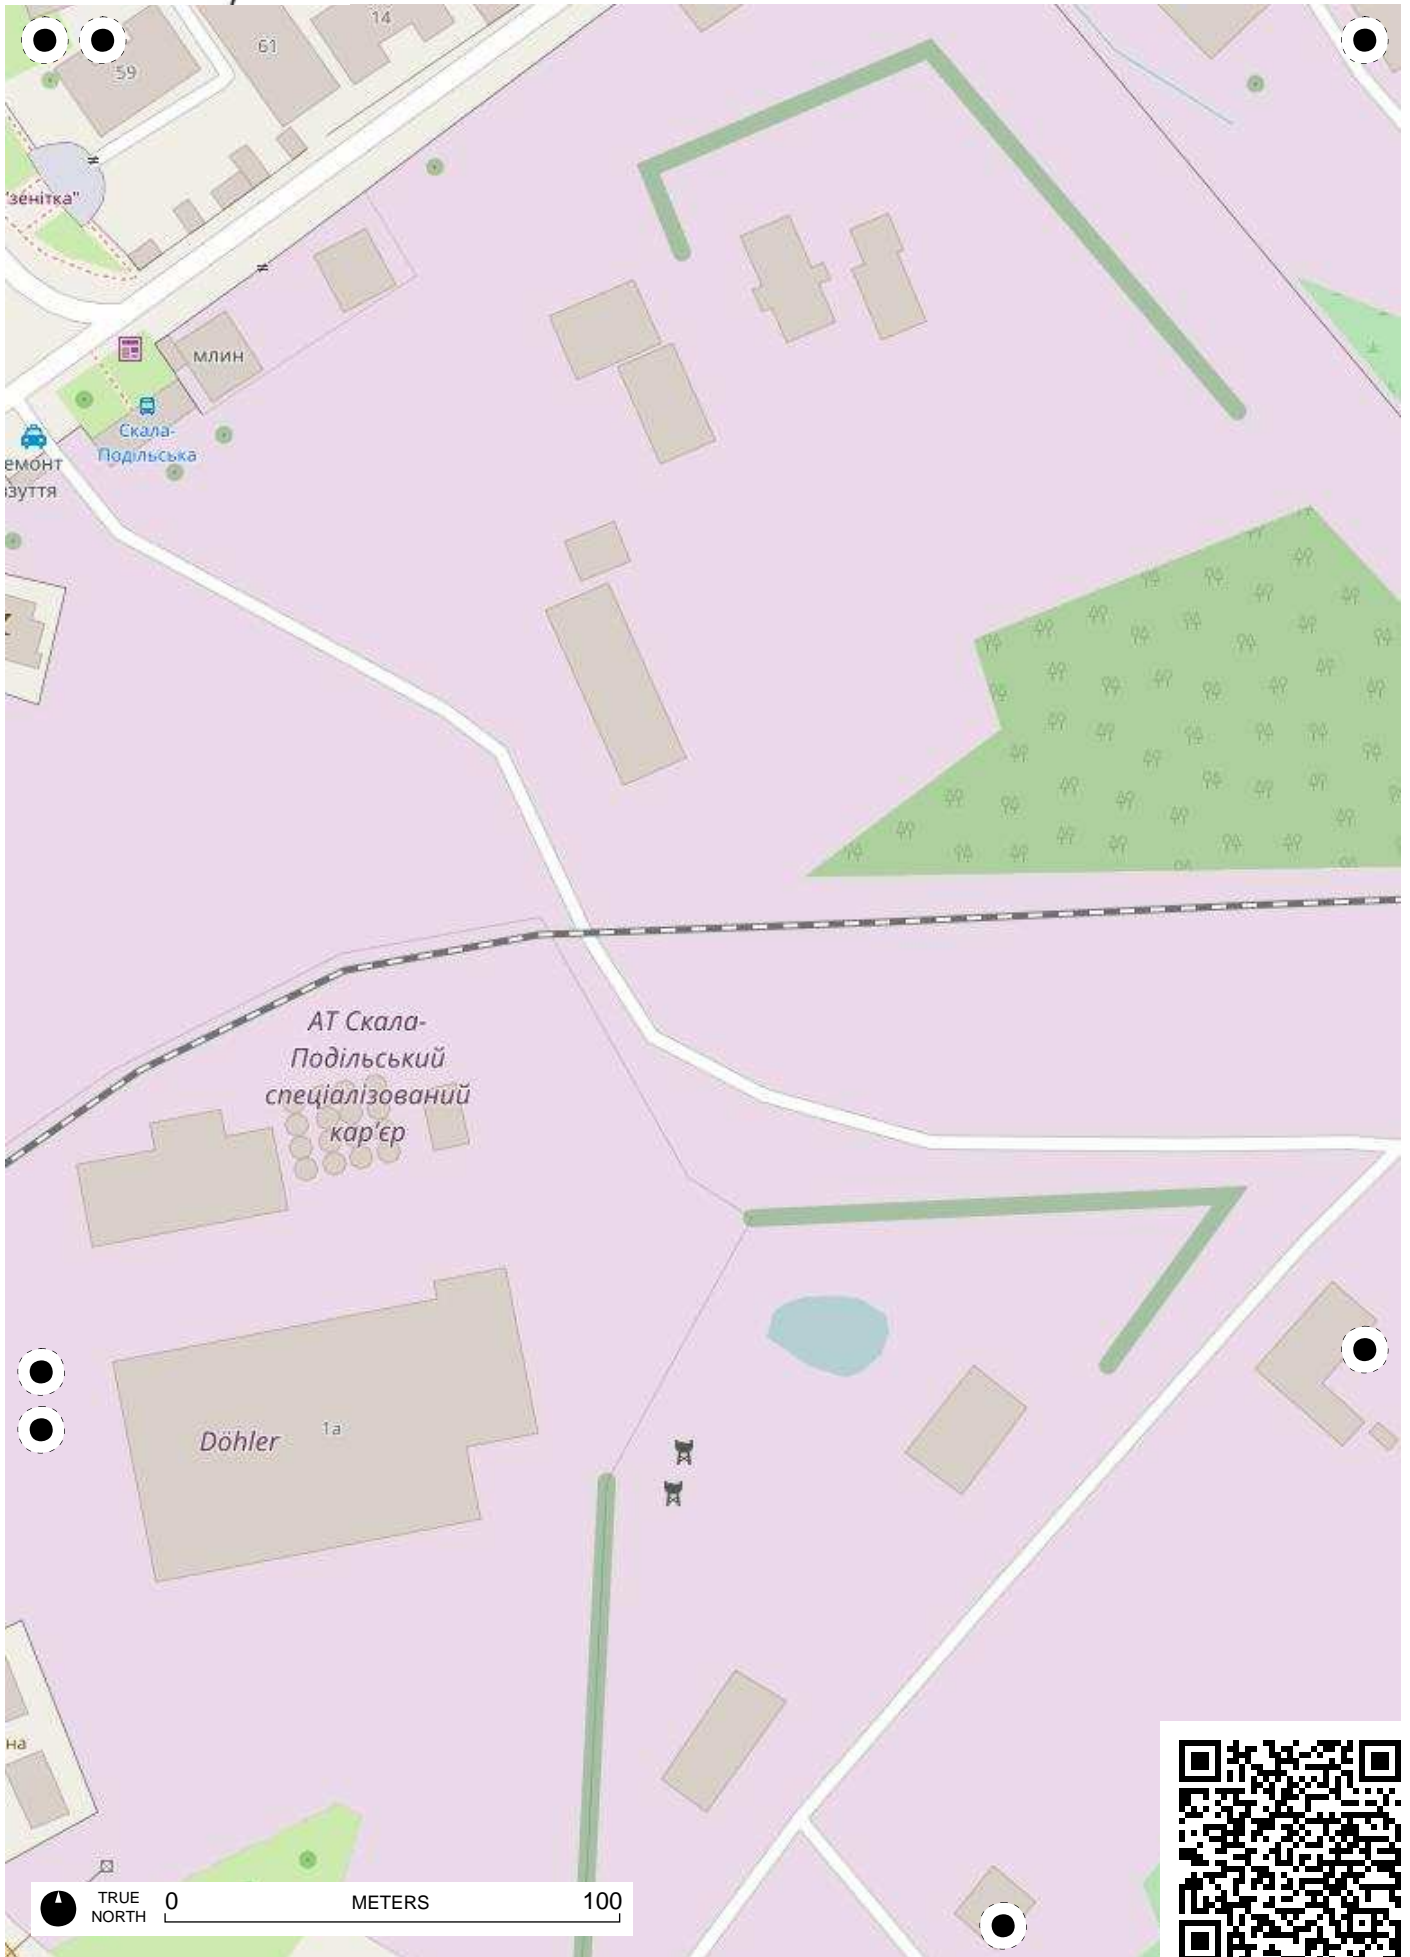 14
61
59
"зенітка"
млин
Скала-
Подільська
емонт
взуття
АТ Скала-
Подільський
спеціалізований
кар'єр
Döhler
1а
на
TRUE
NORTH
0
METERS
100